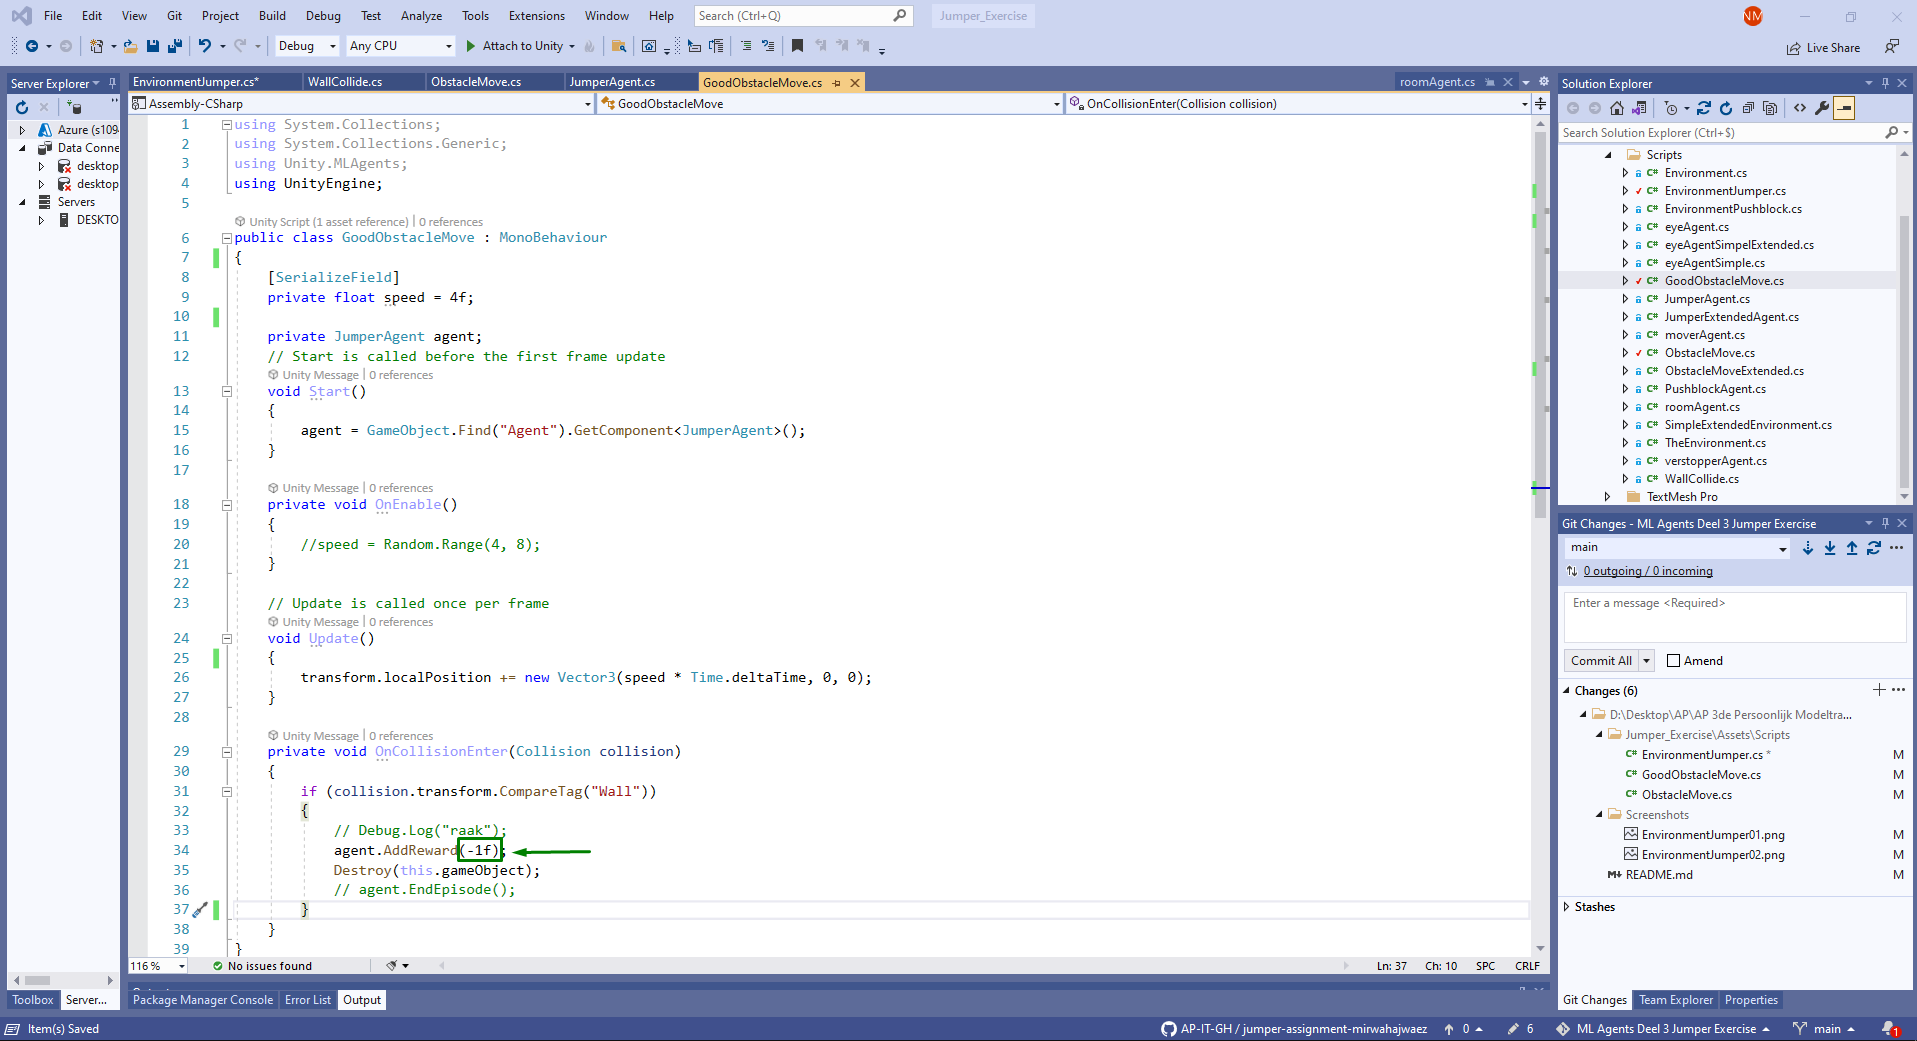 File Edit View Git Project Build Debug Test Analyze Tools Extensions Window Help Search (Ctrl+Q) Jumper_Exercise NM
Debug Any CPU Attach to Unity Live Share
Server Explorer
Azure (s109
Data Conne
desktop
desktop
Servers
DESKTO
EnvironmentJumper.cs* WallCollide.cs ObstacleMove.cs JumperAgent.cs GoodObstacleMove.cs roomAgent.cs
Assembly-CSharp GoodObstacleMove OnCollisionEnter(Collision collision)
1 using System.Collections;
2 using System.Collections.Generic;
3 using Unity.MLAgents;
4 using UnityEngine;
5
Unity Script (1 asset reference) | 0 references
6 public class GoodObstacleMove : MonoBehaviour
7 {
8 [SerializeField]
9 private float speed = 4f;
10
11 private JumperAgent agent;
12 // Start is called before the first frame update
Unity Message | 0 references
13 void Start()
14 {
15 agent = GameObject.Find("Agent").GetComponent<JumperAgent>();
16 }
17
Unity Message | 0 references
18 private void OnEnable()
19 {
20 //speed = Random.Range(4, 8);
21 }
22
23 // Update is called once per frame
Unity Message | 0 references
24 void Update()
25 {
26 transform.localPosition += new Vector3(speed * Time.deltaTime, 0, 0);
27 }
28
Unity Message | 0 references
29 private void OnCollisionEnter(Collision collision)
30 {
31 if (collision.transform.CompareTag("Wall"))
32 {
33 // Debug.Log("raak");
34 agent.AddReward(-1f);
35 Destroy(this.gameObject);
36 // agent.EndEpisode();
37 }
38 }
39 }
116 % No issues found Ln: 37 Ch: 10 SPC CRLF
Toolbox Server... Package Manager Console Error List Output
Solution Explorer
Search Solution Explorer (Ctrl+$)
Scripts
C# Environment.cs
C# EnvironmentJumper.cs
C# EnvironmentPushblock.cs
C# eyeAgent.cs
C# eyeAgentSimpelExtended.cs
C# eyeAgentSimple.cs
C# GoodObstacleMove.cs
C# JumperAgent.cs
C# JumperExtendedAgent.cs
C# moverAgent.cs
C# ObstacleMove.cs
C# ObstacleMoveExtended.cs
C# PushblockAgent.cs
C# roomAgent.cs
C# SimpleExtendedEnvironment.cs
C# TheEnvironment.cs
C# verstopperAgent.cs
C# WallCollide.cs
TextMesh Pro
Git Changes - ML Agents Deel 3 Jumper Exercise
main
0 outgoing / 0 incoming
Enter a message <Required>
Commit All Amend
Changes (6)
D:\Desktop\AP\AP 3de Persoonlijk Modeltra...
Jumper_Exercise\Assets\Scripts
C# EnvironmentJumper.cs * M
C# GoodObstacleMove.cs M
C# ObstacleMove.cs M
Screenshots
EnvironmentJumper01.png M
EnvironmentJumper02.png M
M+ README.md M
Stashes
Git Changes Team Explorer Properties
Item(s) Saved AP-IT-GH / jumper-assignment-mirwahajwaez 0 6 ML Agents Deel 3 Jumper Exercise main 1